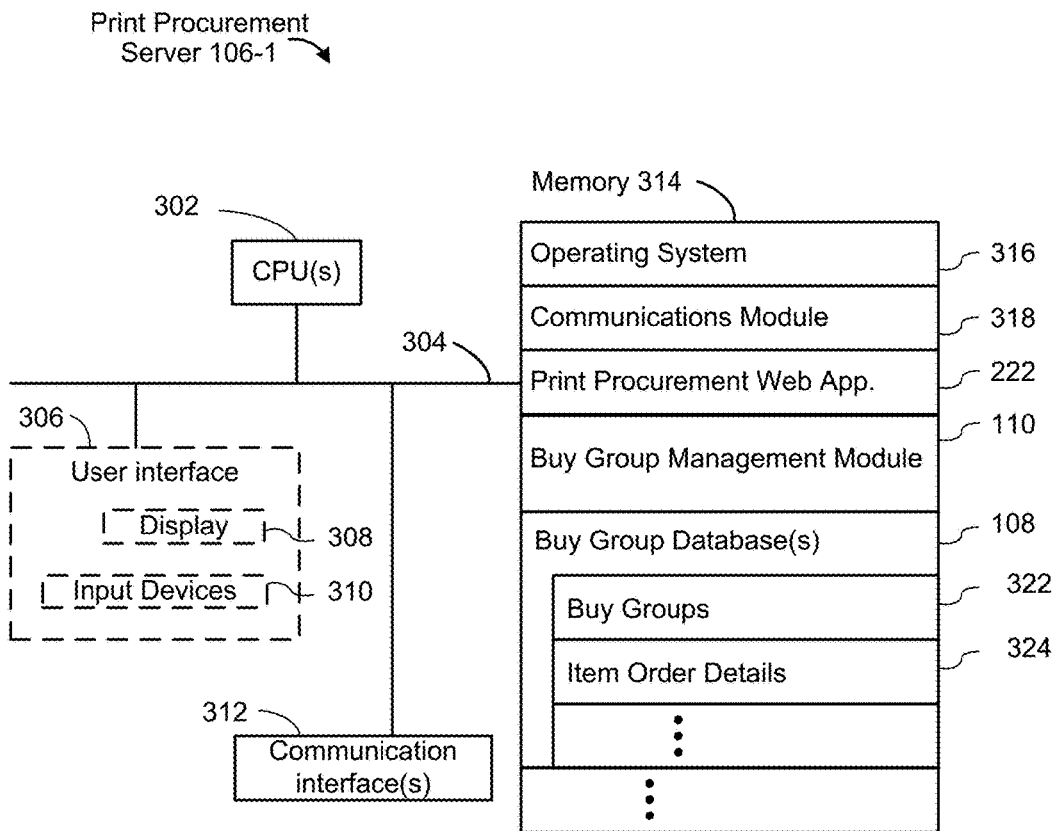 Print Procurement
Server 106-1
Memory 314
302
CPU(s)
304
306
User interface
Display
308
Input Devices
310
312
Communication
interface(s)
Operating System
316
Communications Module
318
Print Procurement Web App.
222
Buy Group Management Module
110
Buy Group Database(s)
108
Buy Groups
322
Item Order Details
324